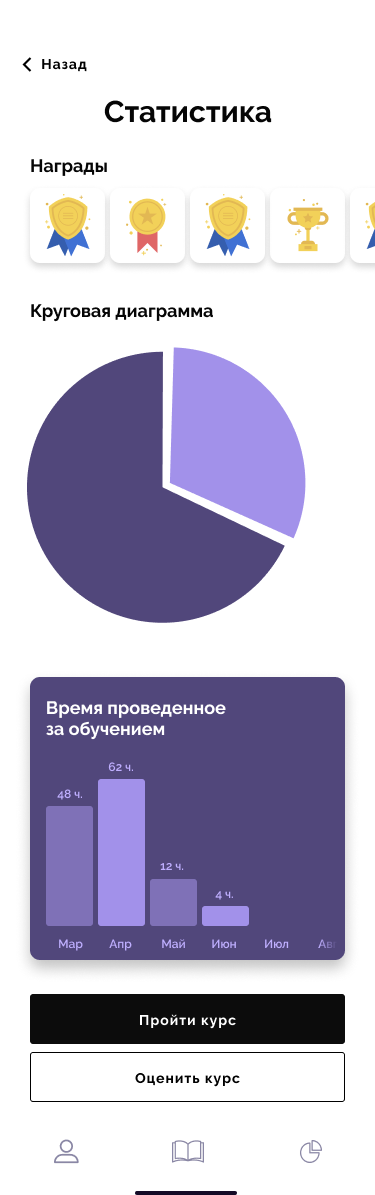 Назад
Статистика
Награды
Круговая диаграмма
Время проведенное
за обучением
62 ч.
48 ч.
12 ч.
4 ч.
Мар Апр Май Июн Июл Ав
Пройти курс
Оценить курс